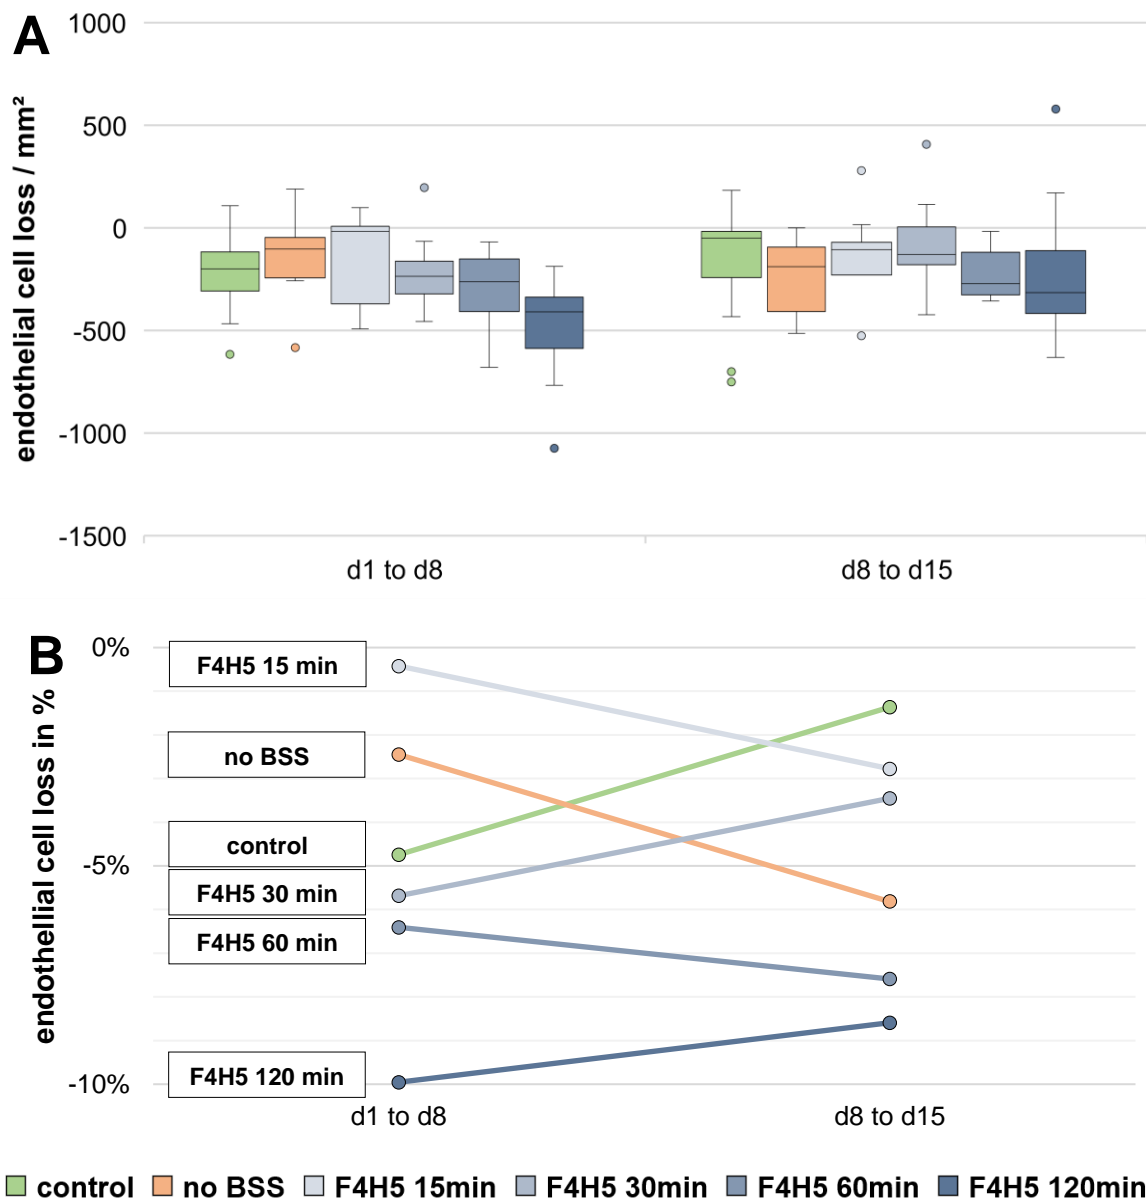 A
endothelial cell loss / mm²
1000
500
0
-500
-1000
-1500
d1 to d8
d8 to d15
B
endothellial cell loss in %
0%
-5%
-10%
F4H5 15 min
no BSS
control
F4H5 30 min
F4H5 60 min
F4H5 120 min
d1 to d8
d8 to d15
control no BSS F4H5 15min F4H5 30min F4H5 60min F4H5 120min